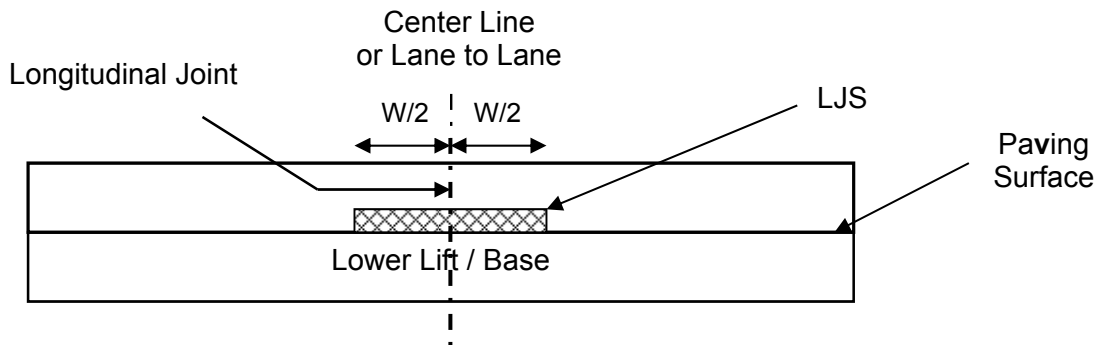 Center Line
or Lane to Lane
Longitudinal Joint
W/2
W/2
LJS
Paving
Surface
Lower Lift / Base